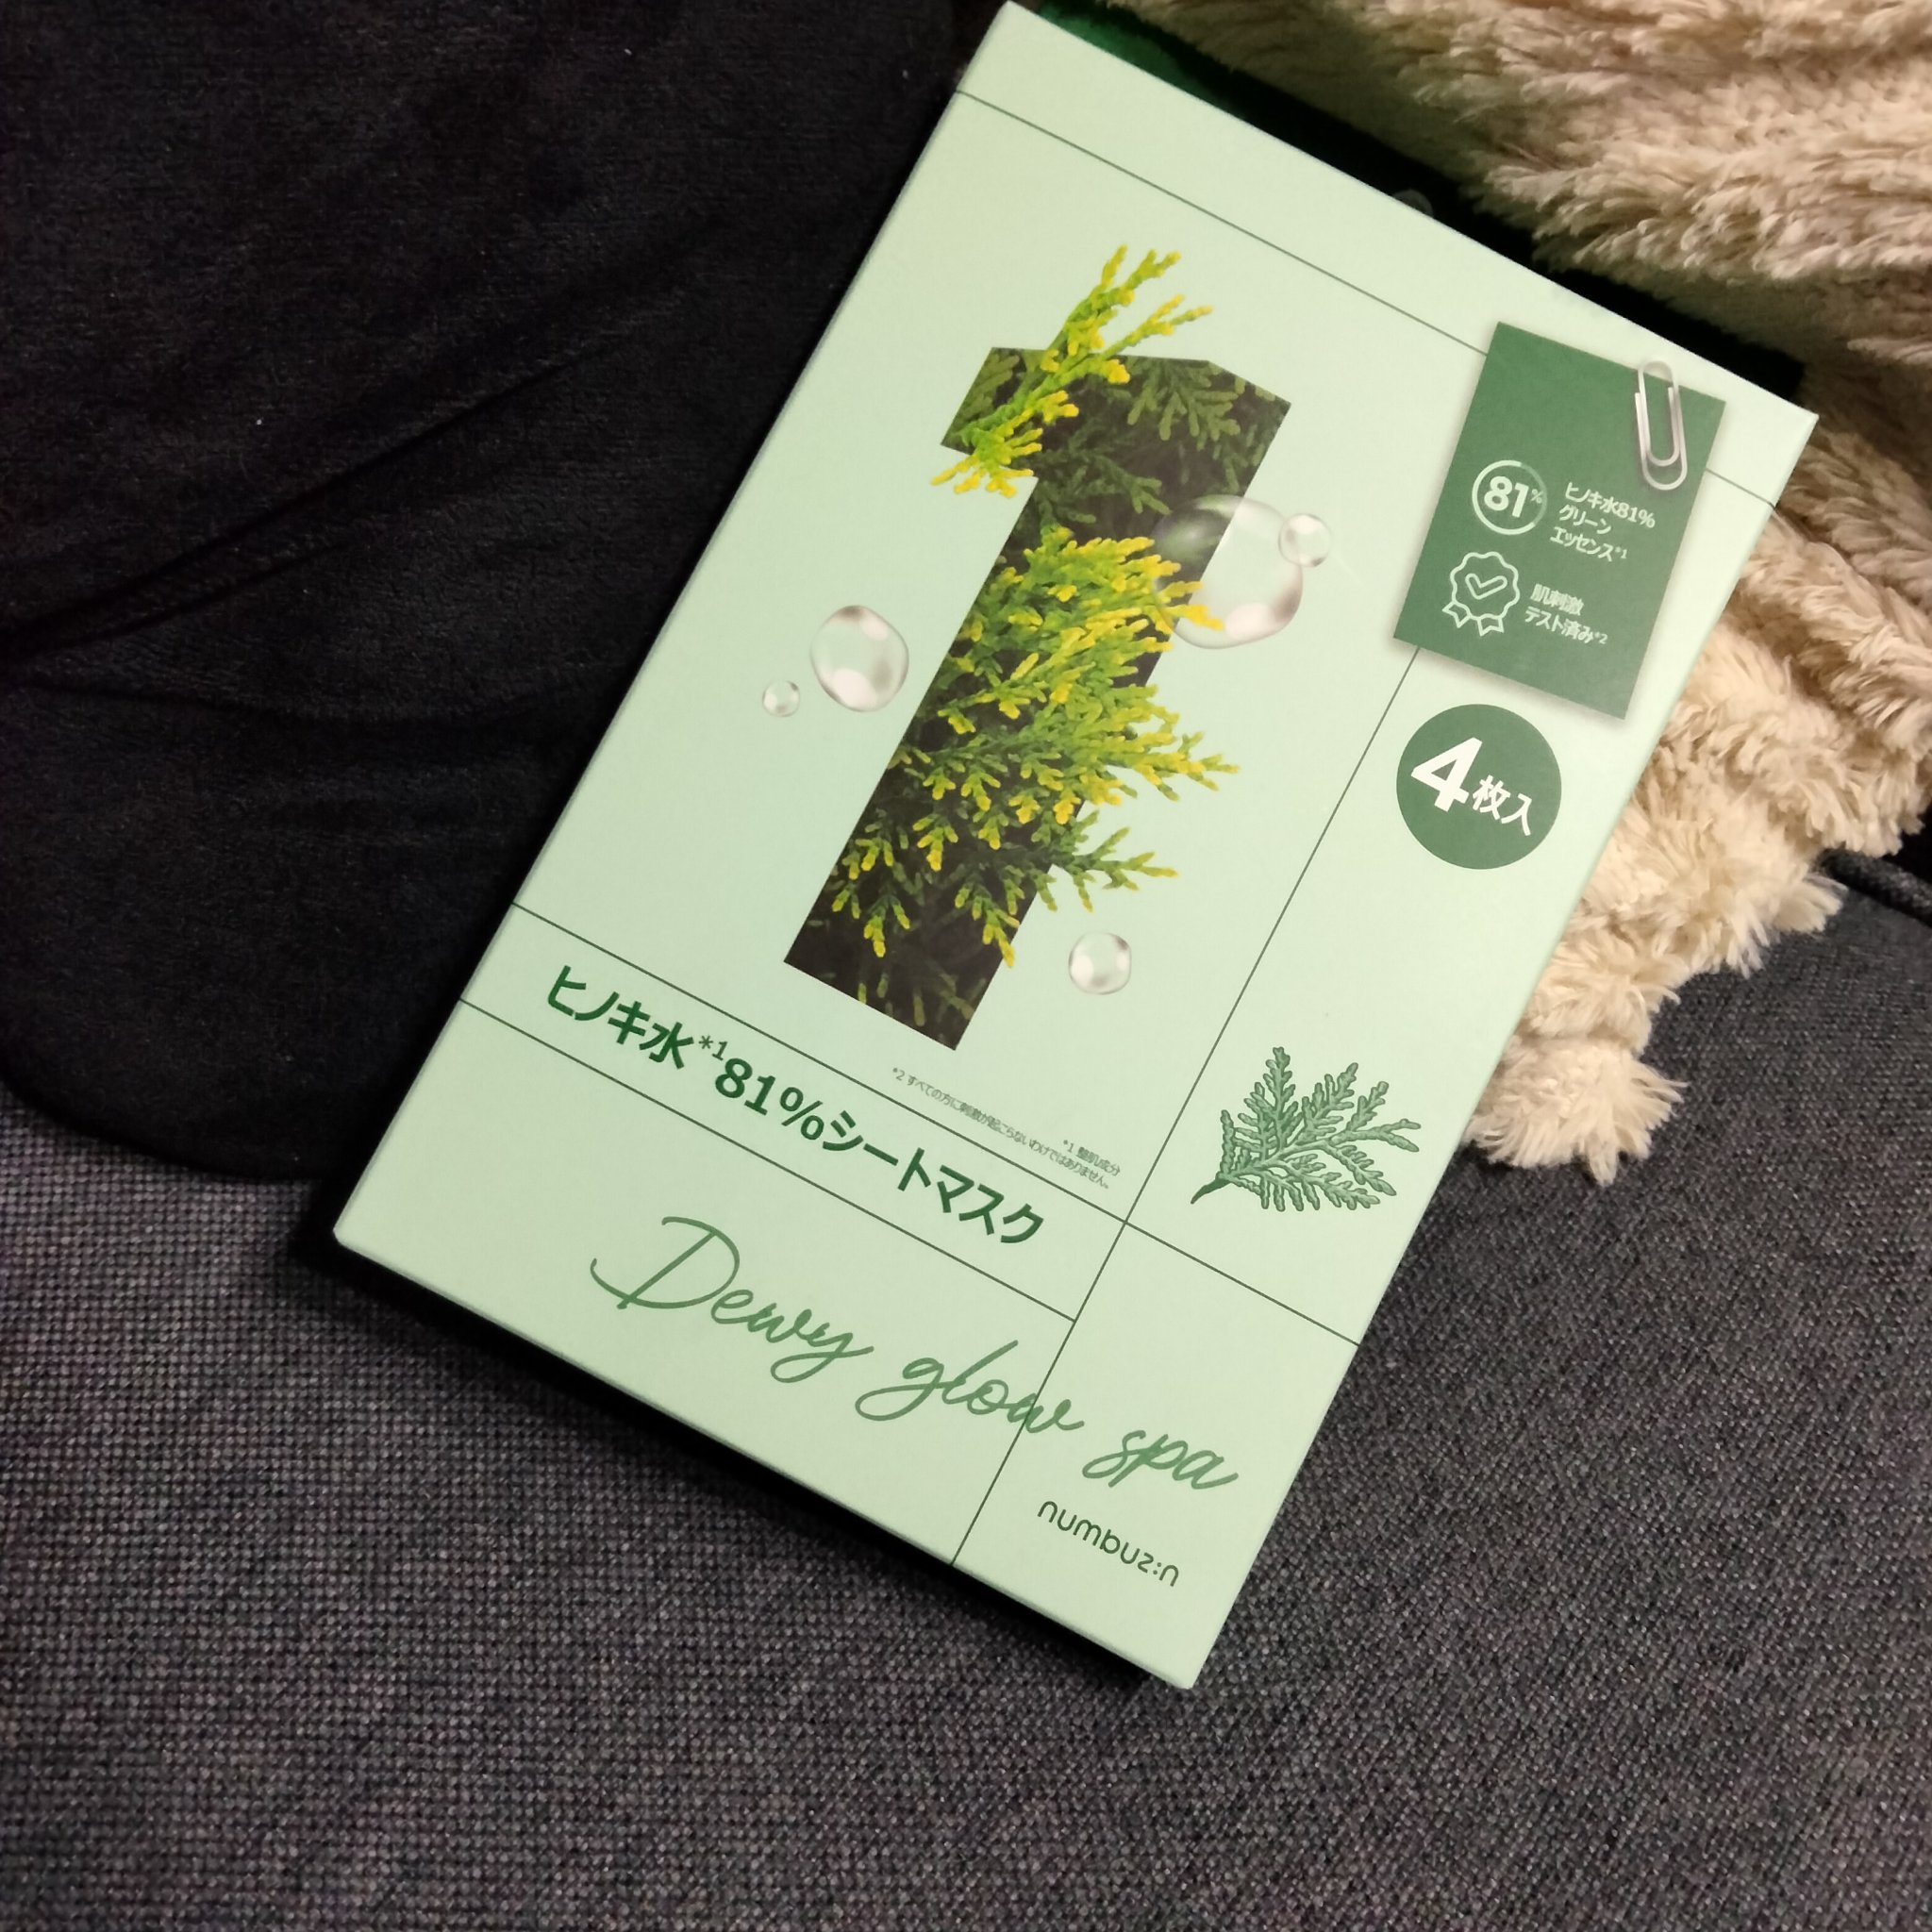 81%
ヒノキ水81%
グリーン
エッセンス*1
肌刺激
テスト済み*2
4枚入
1
*1 整肌成分
*2 すべての方に刺激が起こらないわけではありません。
ヒノキ水*181%シートマスク
Dewy glow spa
numbuz:n